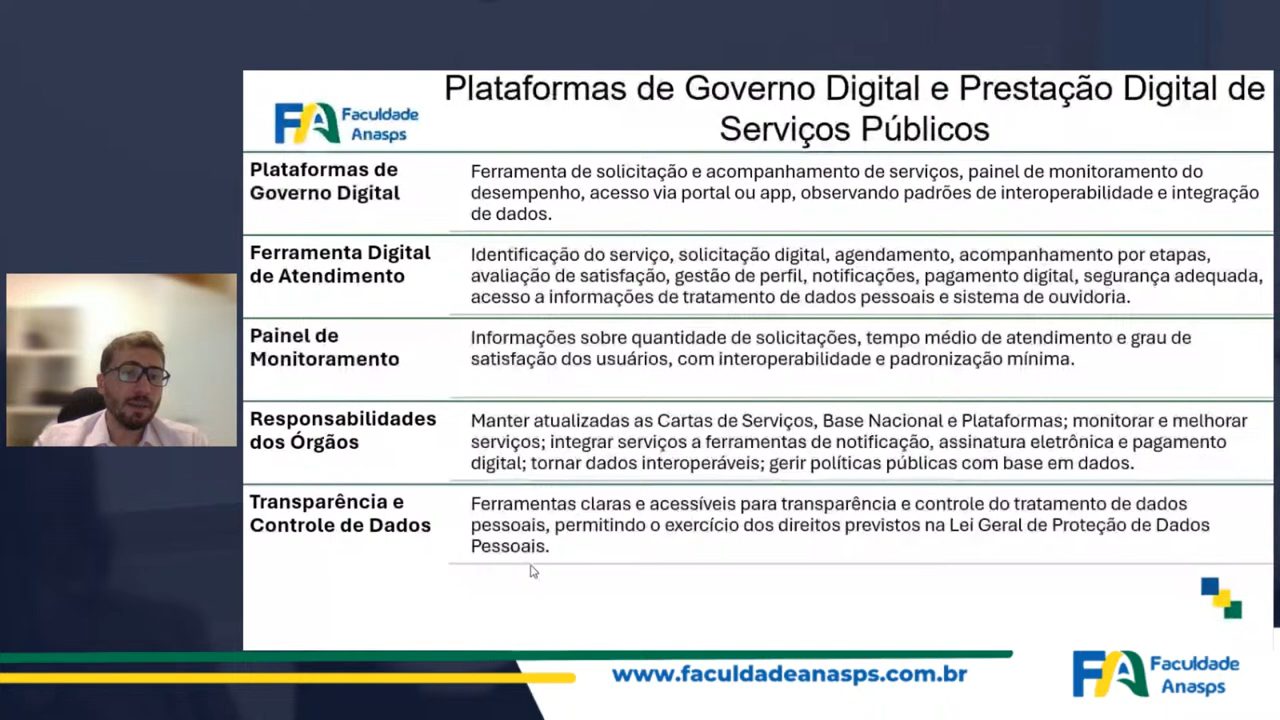 Plataformas de Governo Digital e Prestação Digital de
Serviços Públicos
FA Faculdade
Anasps
Plataformas de
Governo Digital
Ferramenta de solicitação e acompanhamento de serviços, painel de monitoramento do
desempenho, acesso via portal ou app, observando padrões de interoperabilidade e integração
de dados.
Ferramenta Digital
de Atendimento
Identificação do serviço, solicitação digital, agendamento, acompanhamento por etapas,
avaliação de satisfação, gestão de perfil, notificações, pagamento digital, segurança adequada,
acesso a informações de tratamento de dados pessoais e sistema de ouvidoria.
Painel de
Monitoramento
Informações sobre quantidade de solicitações, tempo médio de atendimento e grau de
satisfação dos usuários, com interoperabilidade e padronização mínima.
Responsabilidades
dos Órgãos
Manter atualizadas as Cartas de Serviços, Base Nacional e Plataformas; monitorar e melhorar
serviços; integrar serviços a ferramentas de notificação, assinatura eletrônica e pagamento
digital; tornar dados interoperáveis; gerir políticas públicas com base em dados.
Transparência e
Controle de Dados
Ferramentas claras e acessíveis para transparência e controle do tratamento de dados
pessoais, permitindo o exercício dos direitos previstos na Lei Geral de Proteção de Dados
Pessoais.
www.faculdadeanasps.com.br
FA Faculdade
Anasps